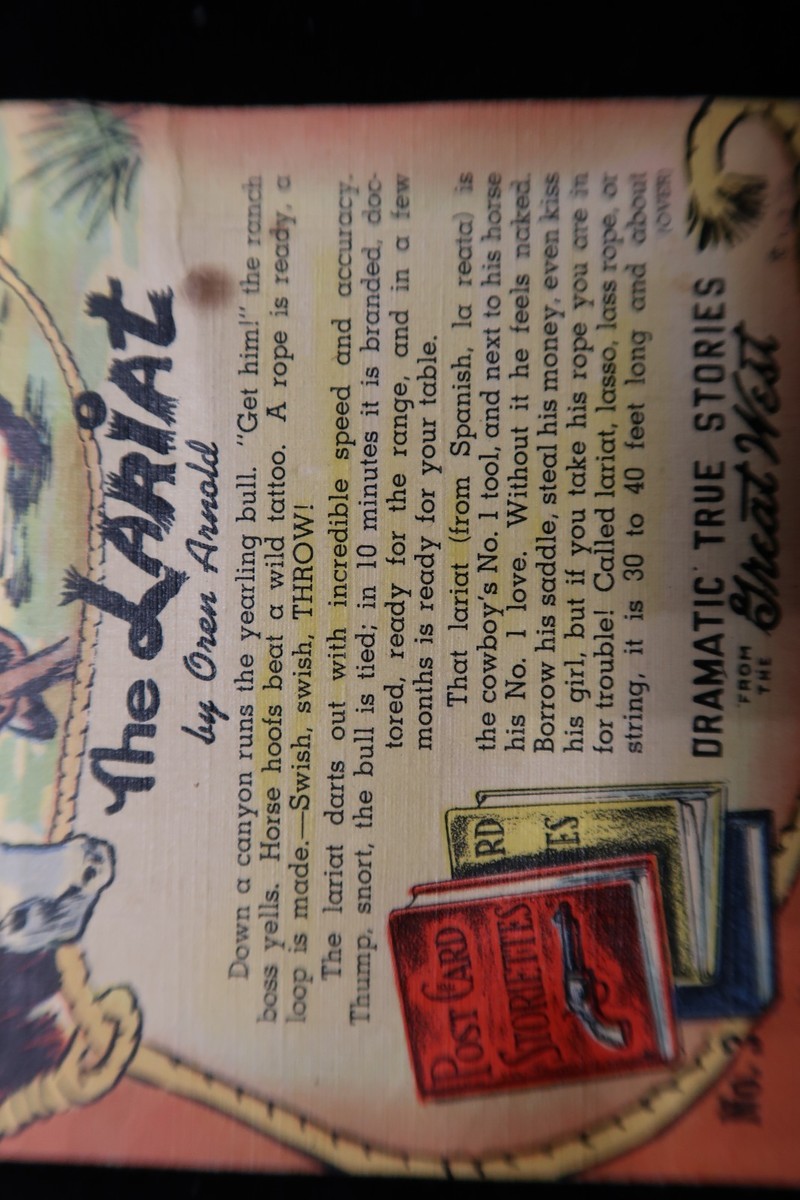 The LARIAT
by Oren Arnold
Down a canyon runs the yearling bull. "Get him!" the ranch
boss yells. Horse hoofs beat a wild tattoo. A rope is ready, a
loop is made.—Swish, swish, THROW!
The lariat darts out with incredible speed and accuracy.
Thump, snort, the bull is tied; in 10 minutes it is branded, doc-
tored, ready for the range, and in a few
months is ready for your table.
That lariat (from Spanish, la reata) is
the cowboy's No. 1 tool, and next to his horse
his No. 1 love. Without it he feels naked.
Borrow his saddle, steal his money, even kiss
his girl, but if you take his rope you are in
for trouble! Called lariat, lasso, lass rope, or
string, it is 30 to 40 feet long and about
(OVER)
POST CARD
STORIETTES
RD
ES
DRAMATIC TRUE STORIES
FROM
THE
Great West
No. 3